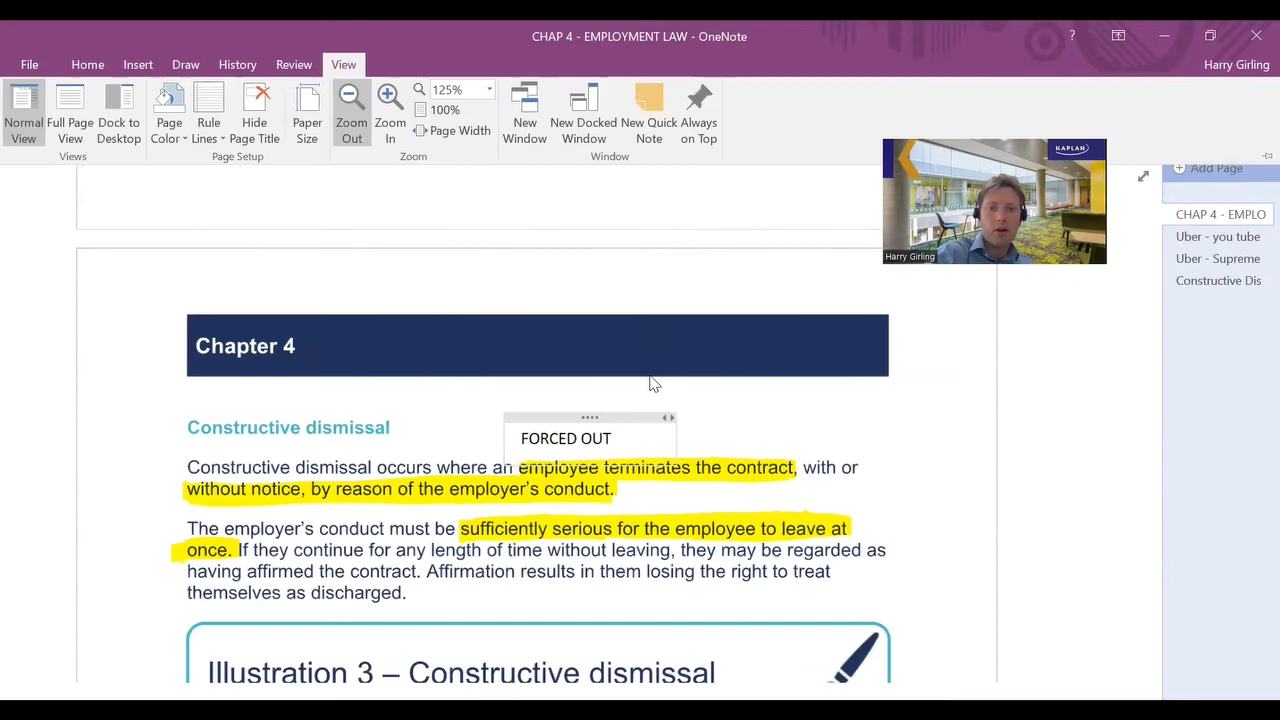 CHAP 4 - EMPLOYMENT LAW - OneNote
?
Harry Girling
File Home Insert Draw History Review View
Normal View
Full Page View
Dock to Desktop
Views
Page Color
Rule Lines
Hide Page Title
Page Setup
Paper Size
Zoom Out
Zoom In
125%
100%
Page Width
Zoom
New Window
New Docked Window
New Quick Note
Always on Top
Window
KAPLAN
Harry Girling
Add Page
CHAP 4 - EMPLO
Uber - you tube
Uber - Supreme
Constructive Dis
Chapter 4
Constructive dismissal
FORCED OUT
Constructive dismissal occurs where an employee terminates the contract, with or
without notice, by reason of the employer's conduct.
The employer's conduct must be sufficiently serious for the employee to leave at
once. If they continue for any length of time without leaving, they may be regarded as
having affirmed the contract. Affirmation results in them losing the right to treat
themselves as discharged.
Illustration 3 – Constructive dismissal